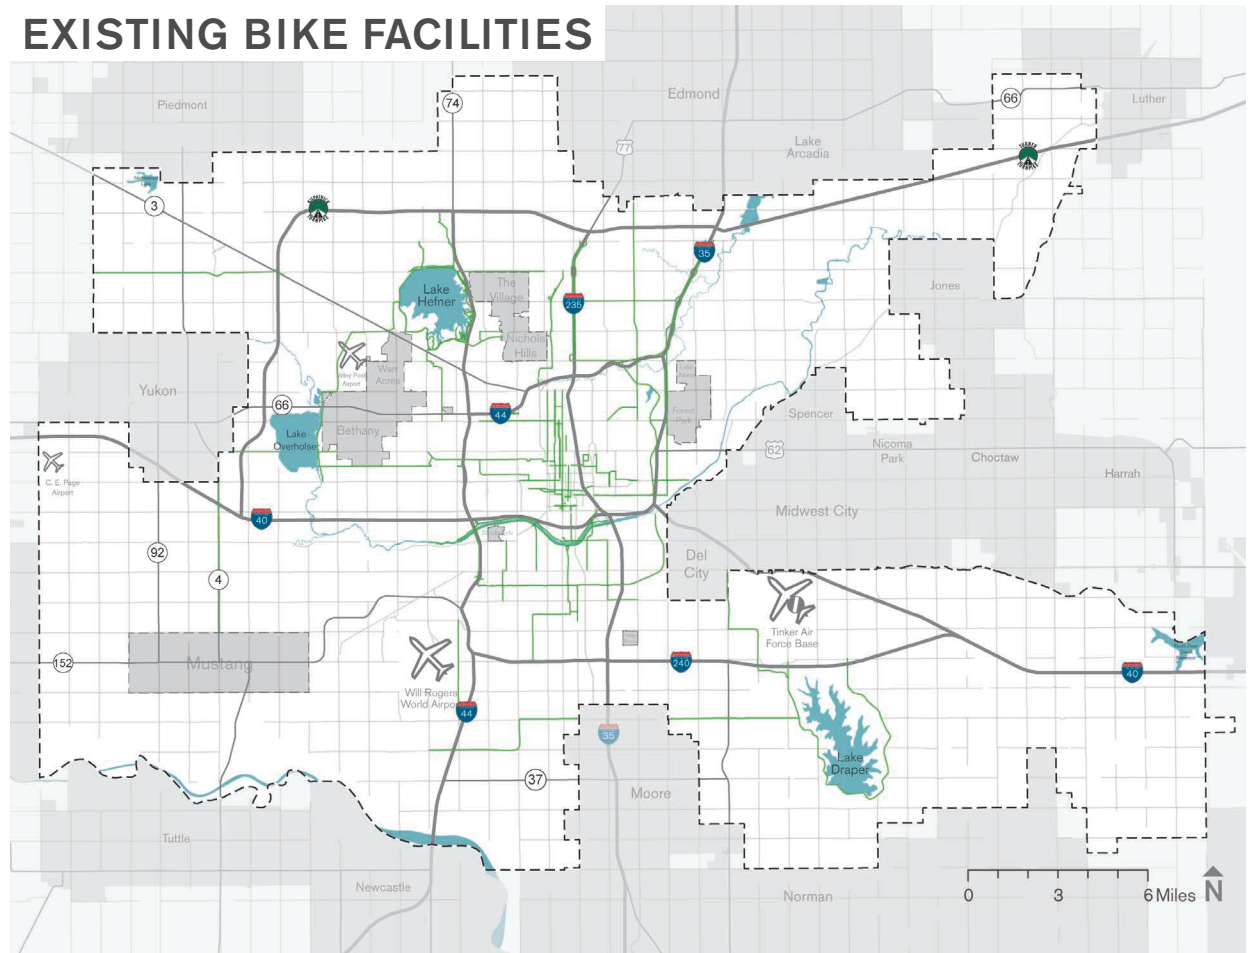 EXISTING BIKE FACILITIES
Piedmont
74
Edmond
66
Luther
77
Lake
Arcadia
3
35
Lake
Hefner
The
Village
235
Jones
Nichols
Hills
Wiley Post
Airport
Warr
Acres
Yukon
66
44
Forest
Park
Spencer
Lake
Overholser
Bethany
62
Nicoma
Park
Choctaw
Harrah
C. E. Page
Airport
40
Midwest City
92
4
Del
City
Tinker Air
Force Base
152
Mustang
240
40
Will Rogers
World Airport
44
35
Lake
Draper
37
Moore
Tuttle
Newcastle
Norman
0 3 6 Miles N